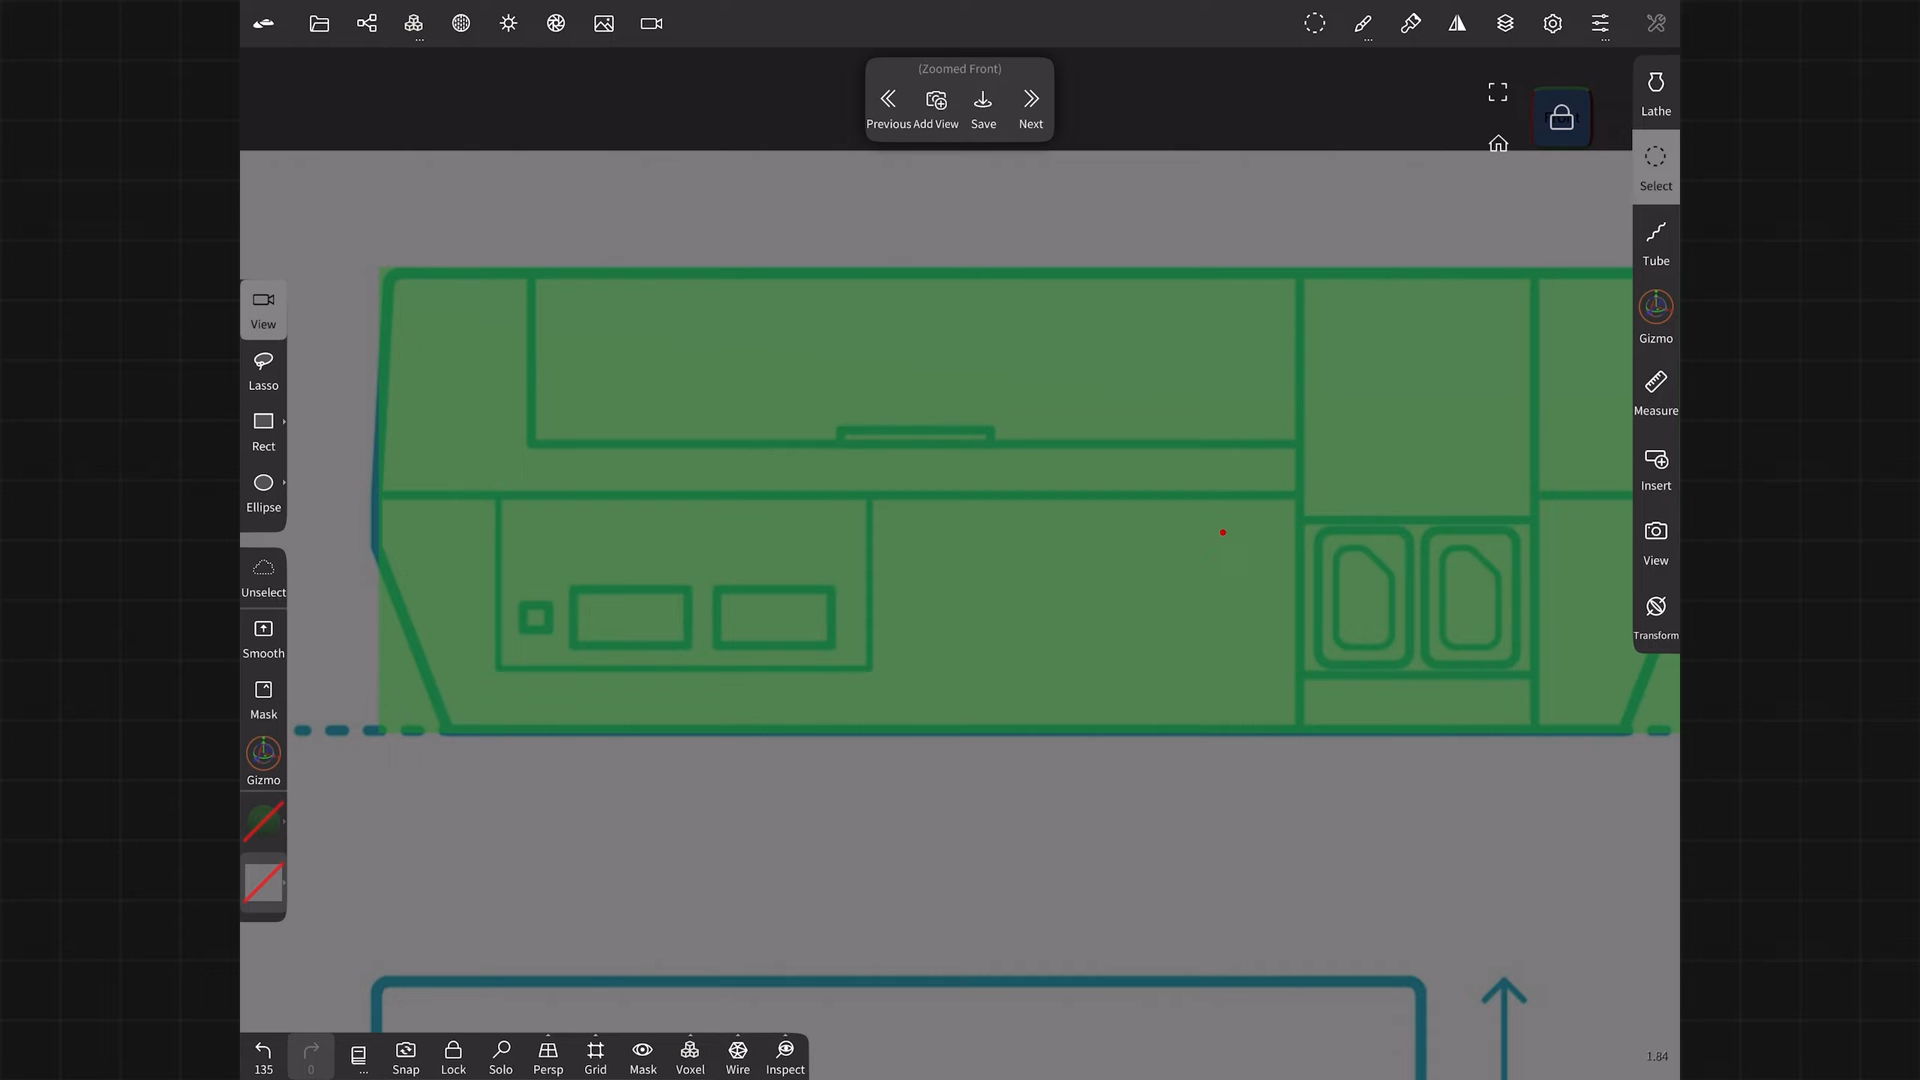 (Zoomed Front)
Previous
Add View
Save
Next
Lathe
Select
Tube
Gizmo
Measure
Insert
View
Transform
View
Lasso
Rect
Ellipse
Unselect
Smooth
Mask
Gizmo
135
0
...
Snap
Lock
Solo
Persp
Grid
Mask
Voxel
Wire
Inspect
1.84